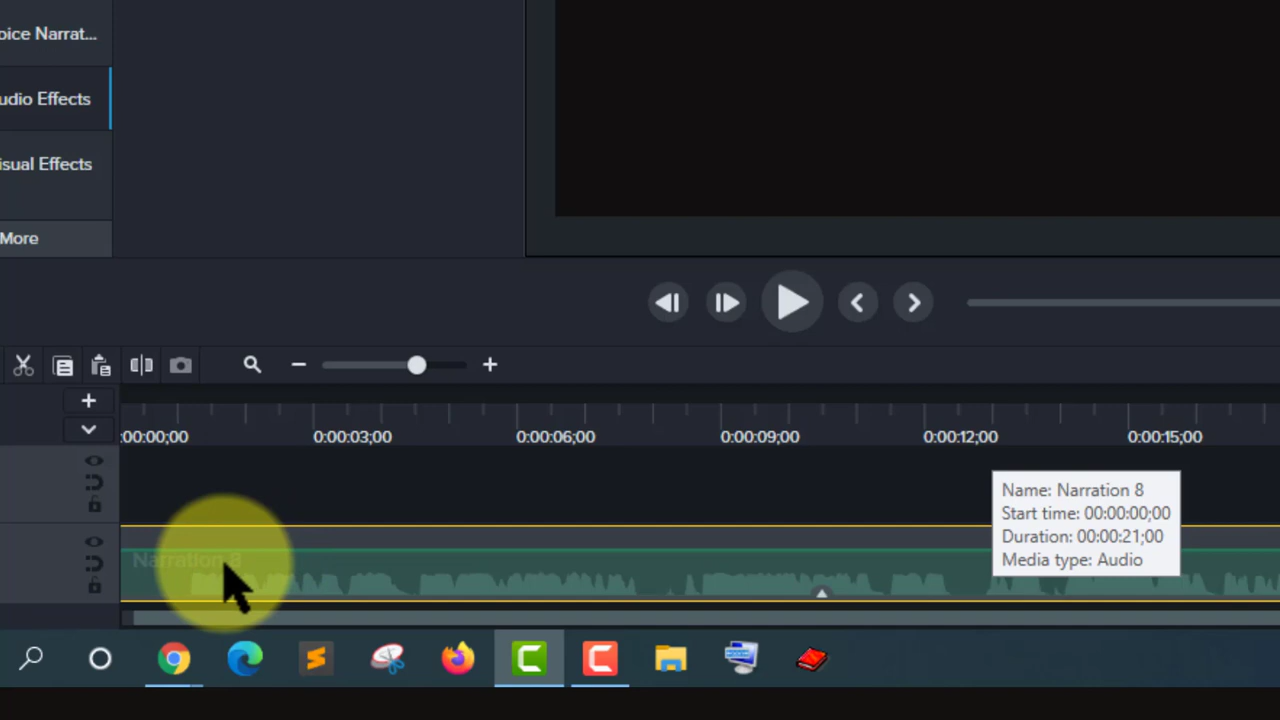 oice Narrat...
udio Effects
isual Effects
More
:00:00;00
0:00:03;00
0:00:06;00
0:00:09;00
0:00:12;00
0:00:15;00
Name: Narration 8
Start time: 00:00:00;00
Duration: 00:00:21;00
Media type: Audio
Narration 8